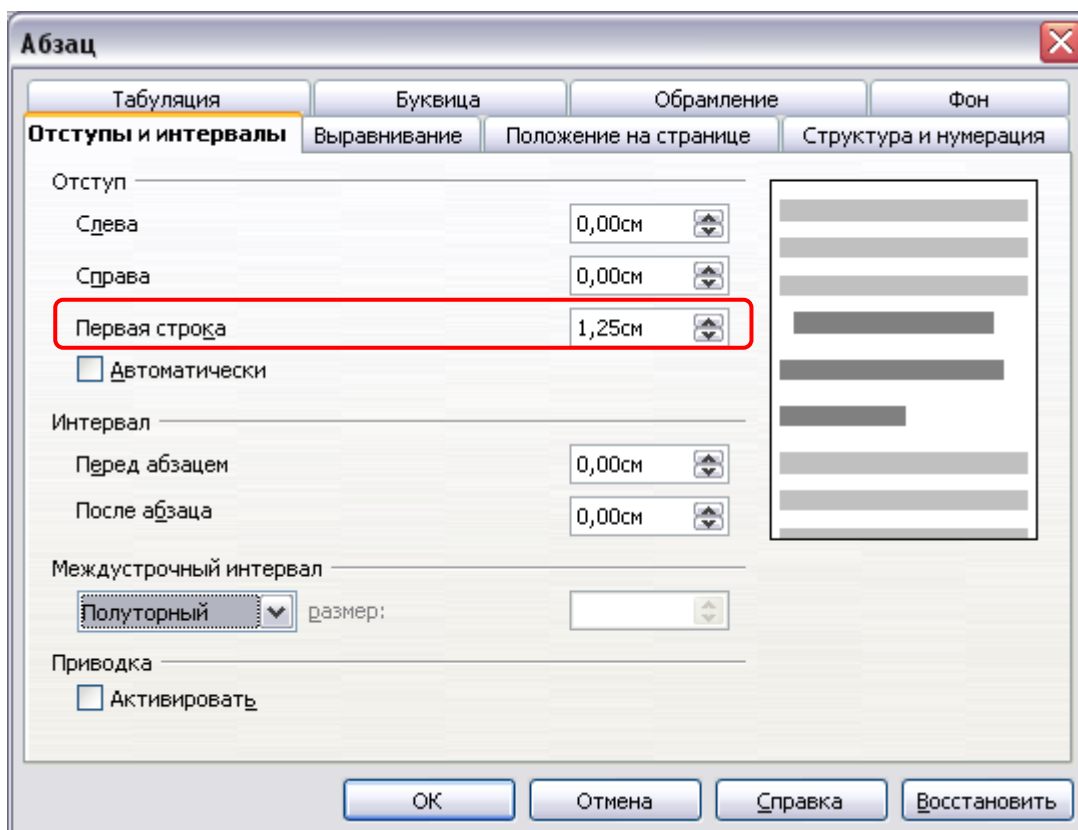 Абзац
Табуляция Буквица Обрамление Фон
Отступы и интервалы Выравнивание Положение на странице Структура и нумерация
Отступ
Слева 0,00см
Справа 0,00см
Первая строка 1,25см
Автоматически
Интервал
Перед абзацем 0,00см
После абзаца 0,00см
Междустрочный интервал
Полуторный размер:
Приводка
Активировать
ОК Отмена Справка Восстановить